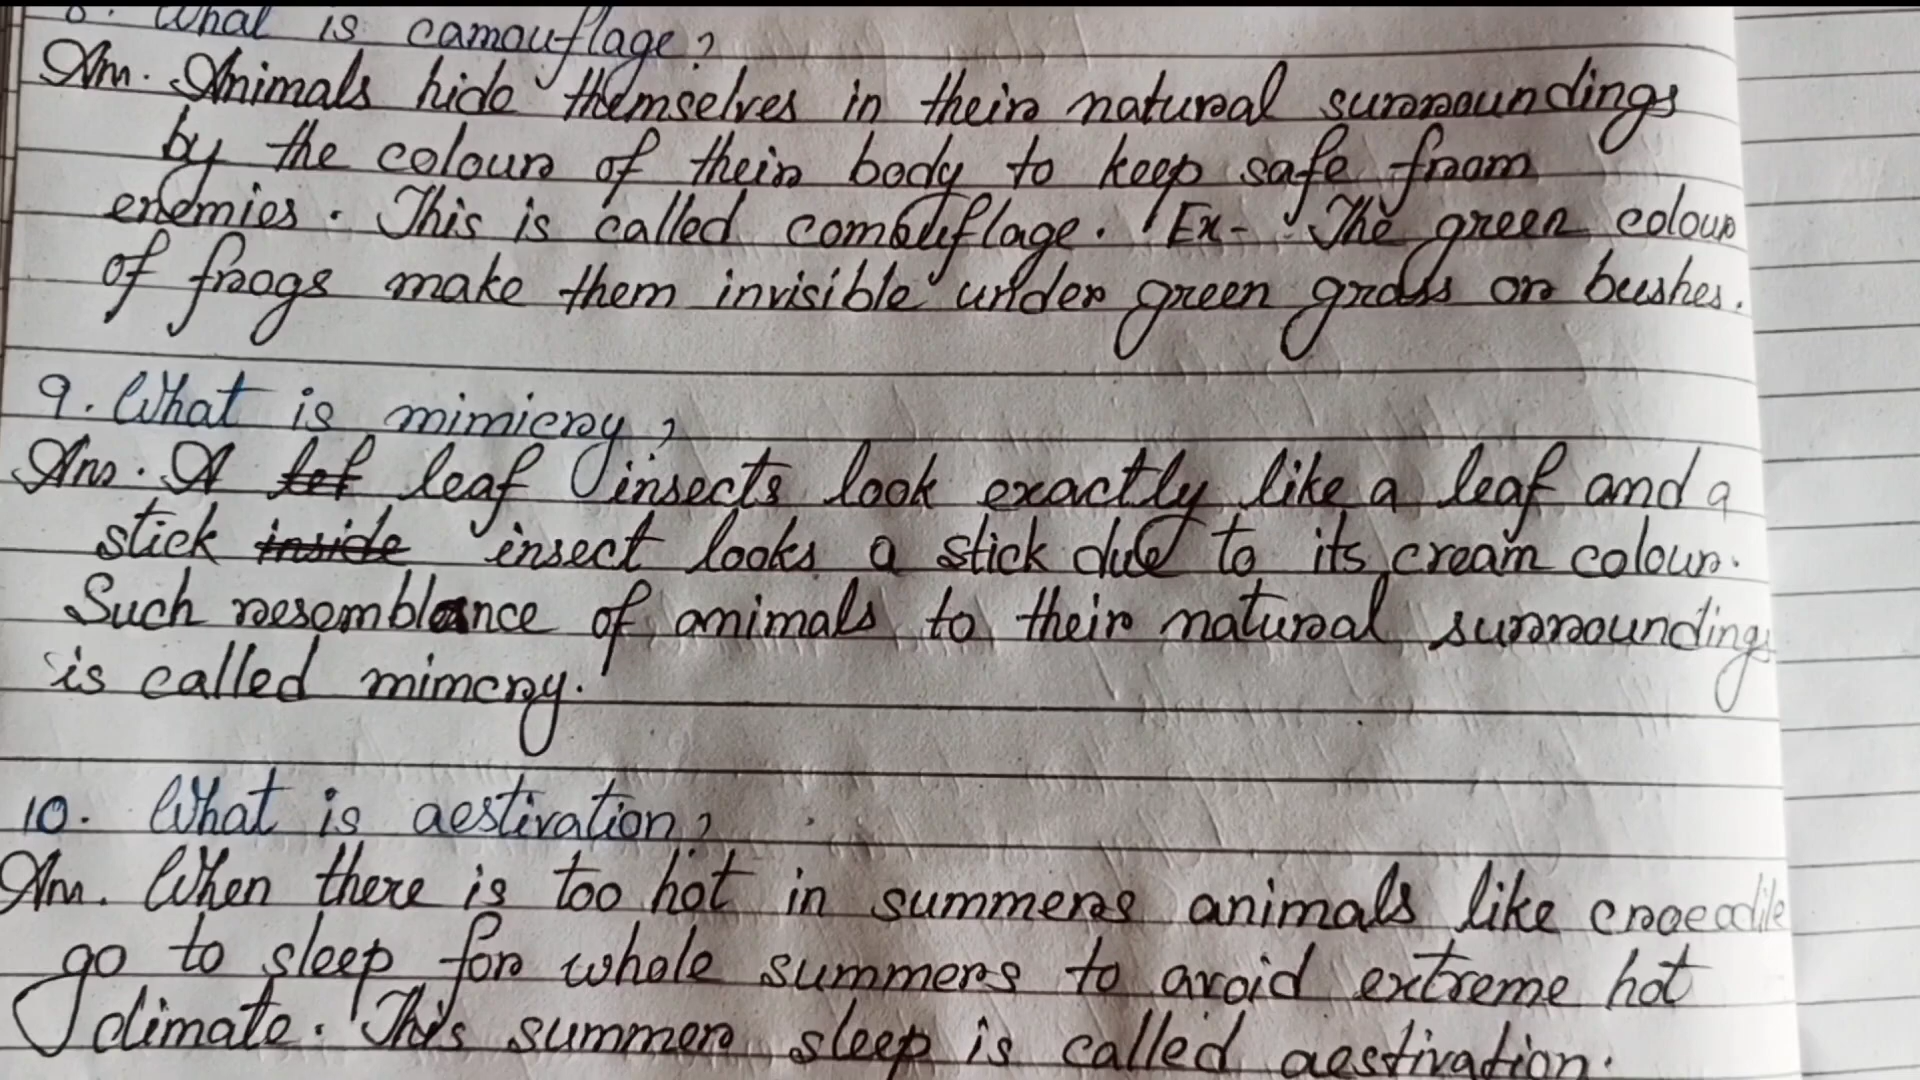 8. What is camouflage?
Ans. Animals hide themselves in their natural surroundings
by the colour of their body to keep safe from
enemies. This is called comouflage. Ex- The green colour
of frogs make them invisible under green grass or bushes.
9. What is mimicry?
Ans. A lef leaf insects look exactly like a leaf and a
stick inside insect looks a stick due to its cream colour.
Such resemblance of animals to their natural surroundings
is called mimcry.
10. What is aestivation?
Ans. When there is too hot in summers animals like crocodile
go to sleep for whole summers to avoid extreme hot
climate. This summer sleep is called aestivation.